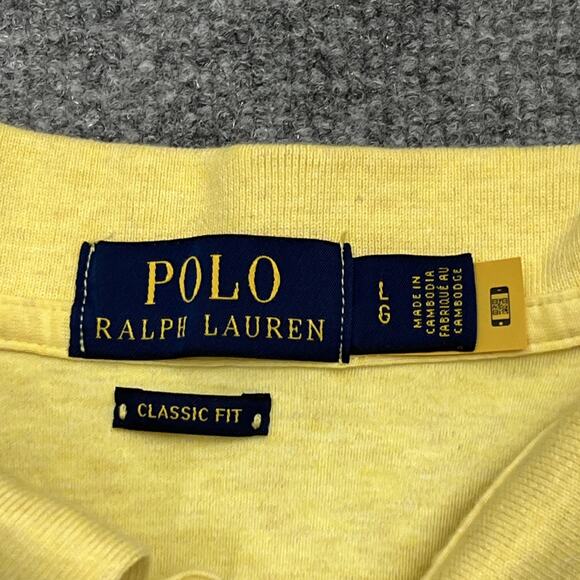 POLO
RALPH LAUREN
L
G
MADE IN
CAMBODIA
FABRIQUÉ AU
CAMBODGE
CLASSIC FIT